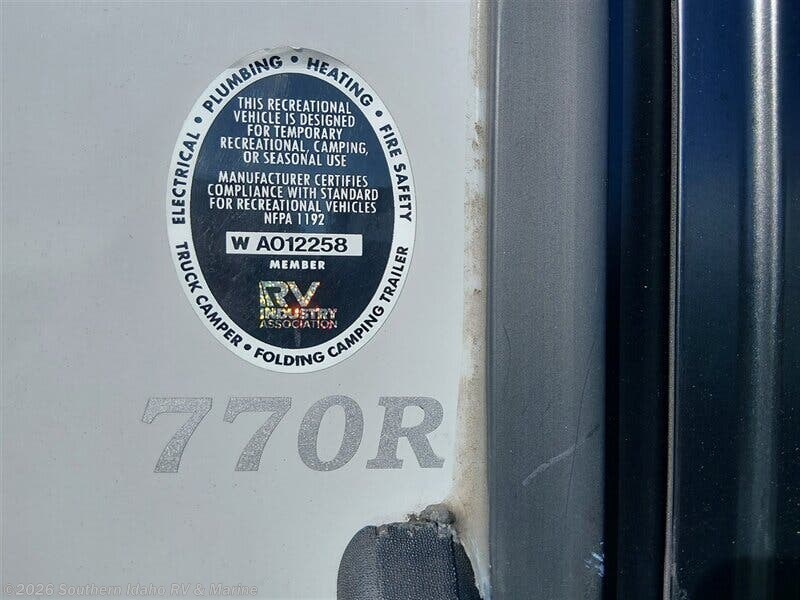 ELECTRICAL • PLUMBING • HEATING • FIRE SAFETY
THIS RECREATIONAL
VEHICLE IS DESIGNED
FOR TEMPORARY
RECREATIONAL, CAMPING,
OR SEASONAL USE
MANUFACTURER CERTIFIES
COMPLIANCE WITH STANDARD
FOR RECREATIONAL VEHICLES
NFPA 1192
W A012258
MEMBER
RV
INDUSTRY
ASSOCIATION
TRUCK CAMPER • FOLDING CAMPING TRAILER
770R
©2026 Southern Idaho RV & Marine